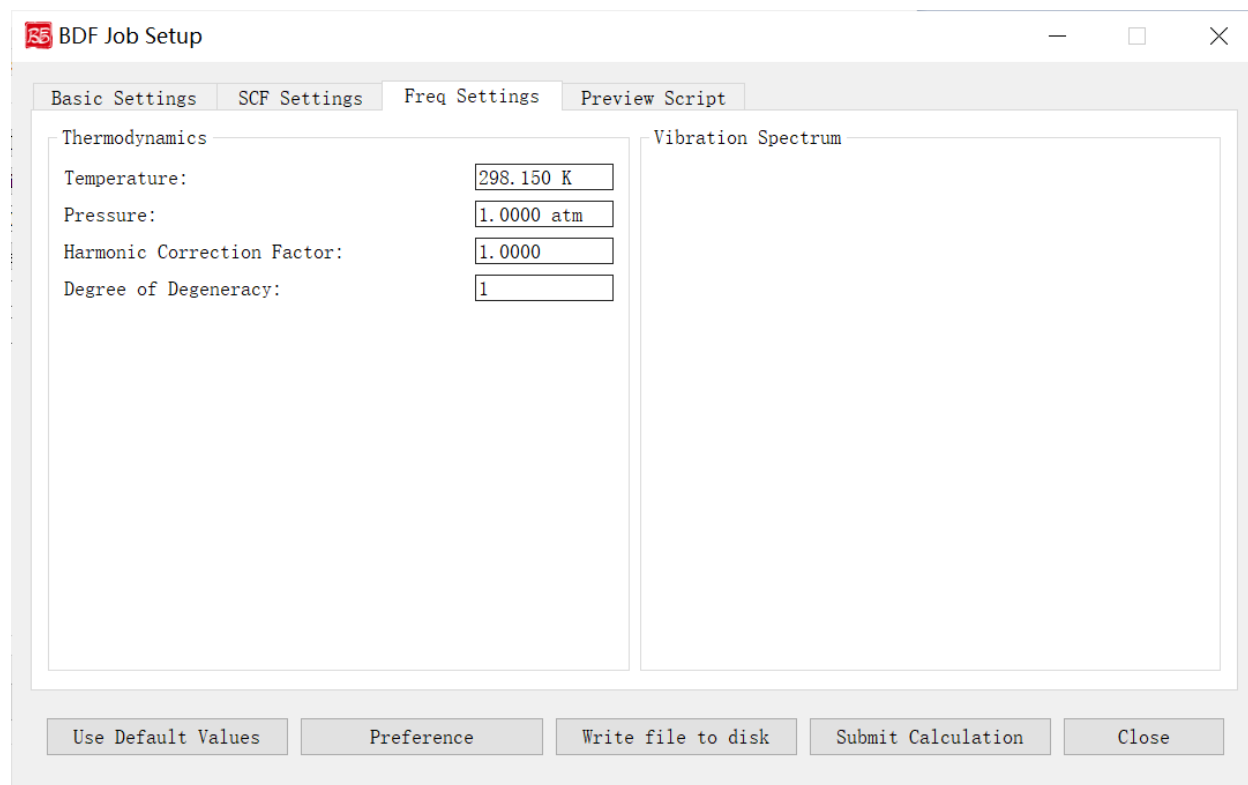 BDF Job Setup
Basic Settings SCF Settings Freq Settings Preview Script
Thermodynamics
Temperature: 298.150 K
Pressure: 1.0000 atm
Harmonic Correction Factor: 1.0000
Degree of Degeneracy: 1
Vibration Spectrum
Use Default Values Preference Write file to disk Submit Calculation Close